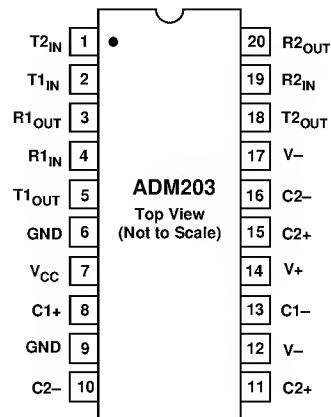 T2IN 1 20 R2OUT
T1IN 2 19 R2IN
R1OUT 3 18 T2OUT
R1IN 4 17 V–
T1OUT 5 16 C2–
GND 6 15 C2+
VCC 7 14 V+
C1+ 8 13 C1–
GND 9 12 V–
C2– 10 11 C2+
ADM203
Top View
(Not to Scale)